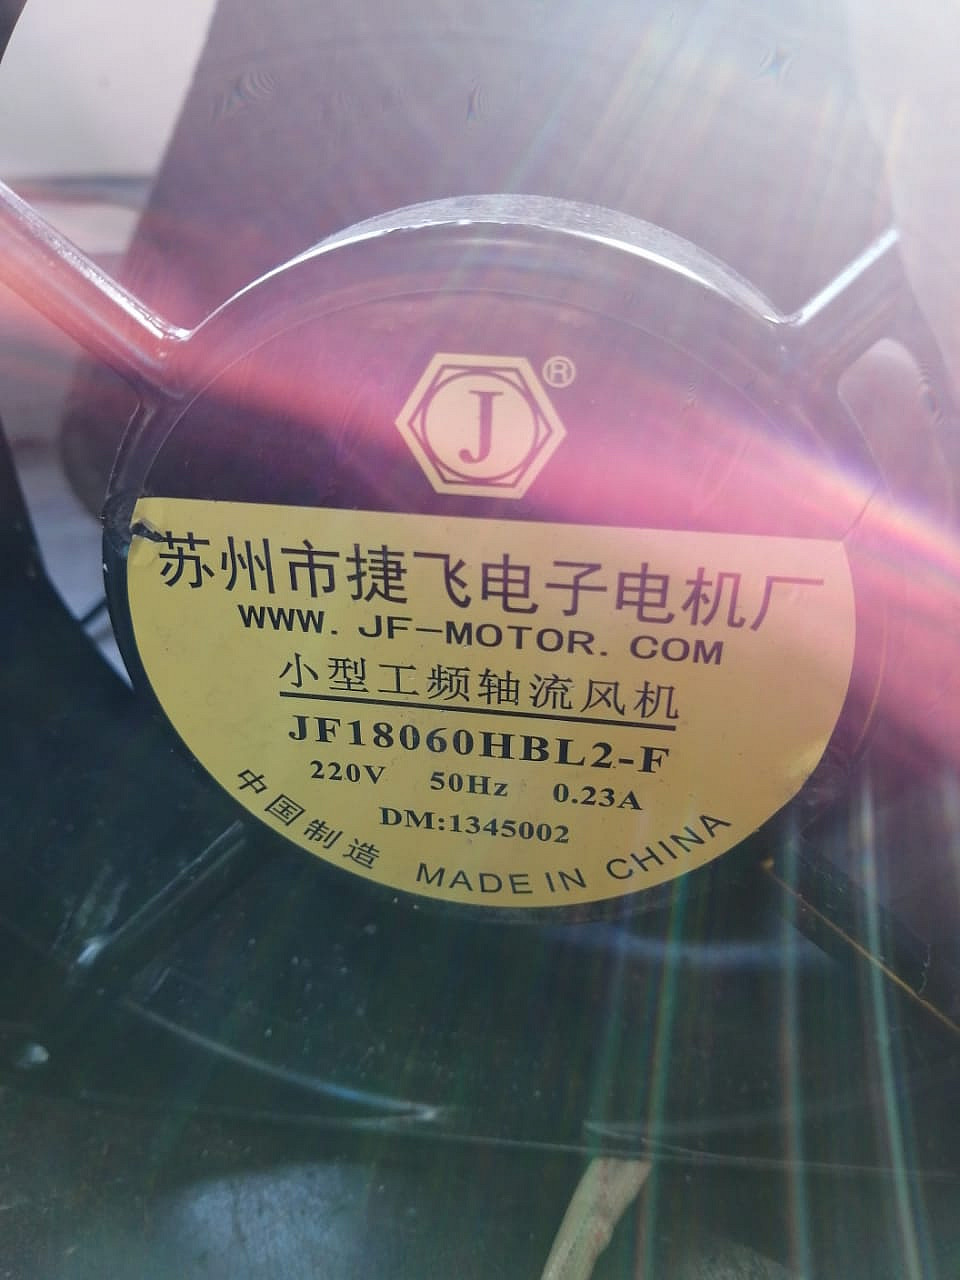 J ®
苏州市捷飞电子电机厂
WWW. JF-MOTOR. COM
小型工频轴流风机
JF18060HBL2-F
220V 50Hz 0.23A
DM:1345002
中国制造 MADE IN CHINA